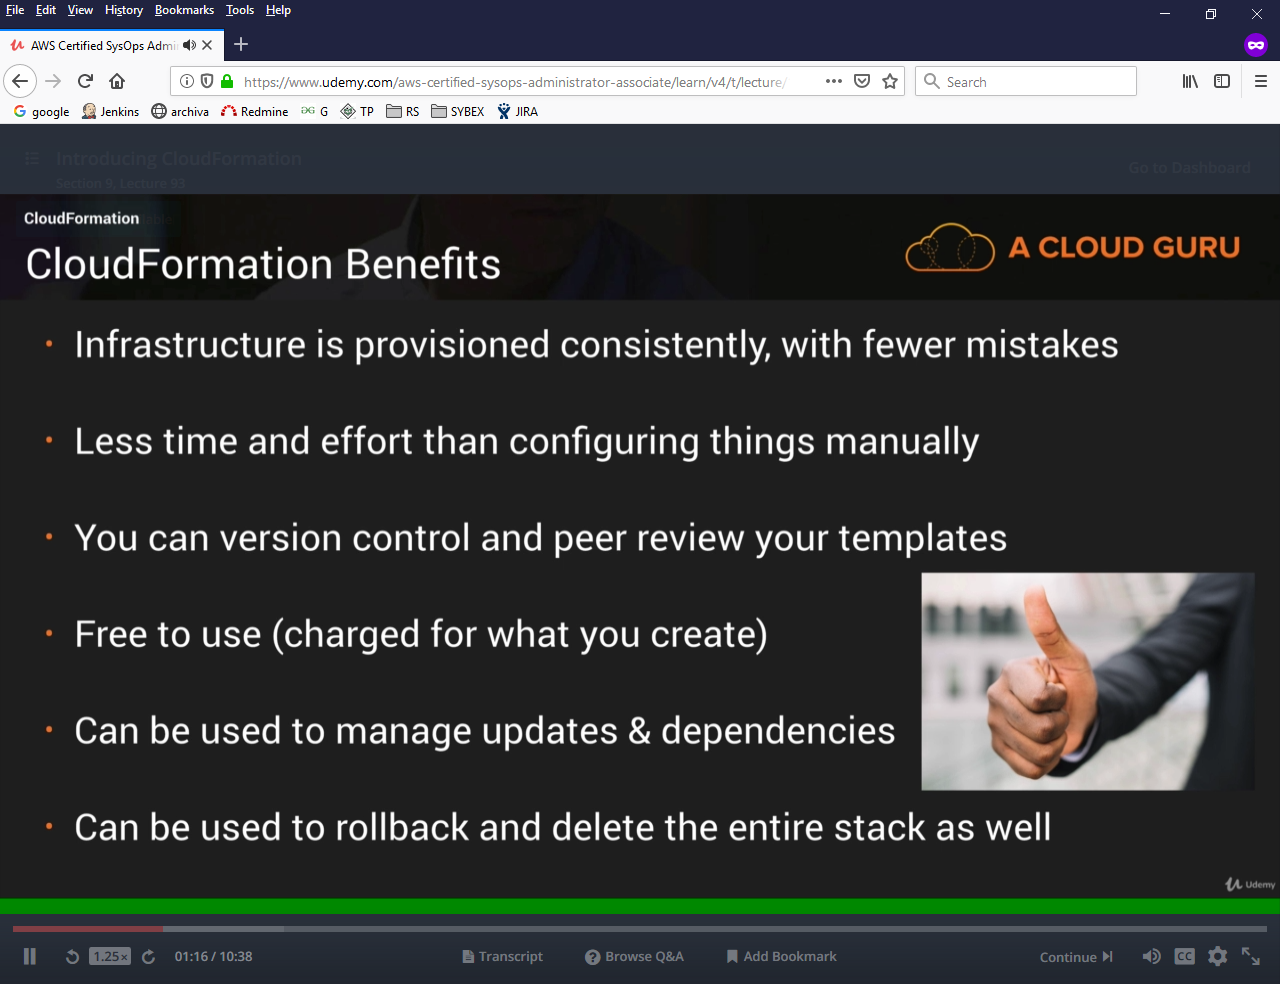 File Edit View History Bookmarks Tools Help
AWS Certified SysOps Admi
https://www.udemy.com/aws-certified-sysops-administrator-associate/learn/v4/t/lecture/
Search
google Jenkins archiva Redmine G TP RS SYBEX JIRA
Introducing CloudFormation
Section 9, Lecture 93
Go to Dashboard
CloudFormation
CloudFormation Benefits
A CLOUD GURU
• Infrastructure is provisioned consistently, with fewer mistakes
• Less time and effort than configuring things manually
• You can version control and peer review your templates
• Free to use (charged for what you create)
• Can be used to manage updates & dependencies
• Can be used to rollback and delete the entire stack as well
Udemy
1.25x 01:16 / 10:38 Transcript Browse Q&A Add Bookmark Continue CC